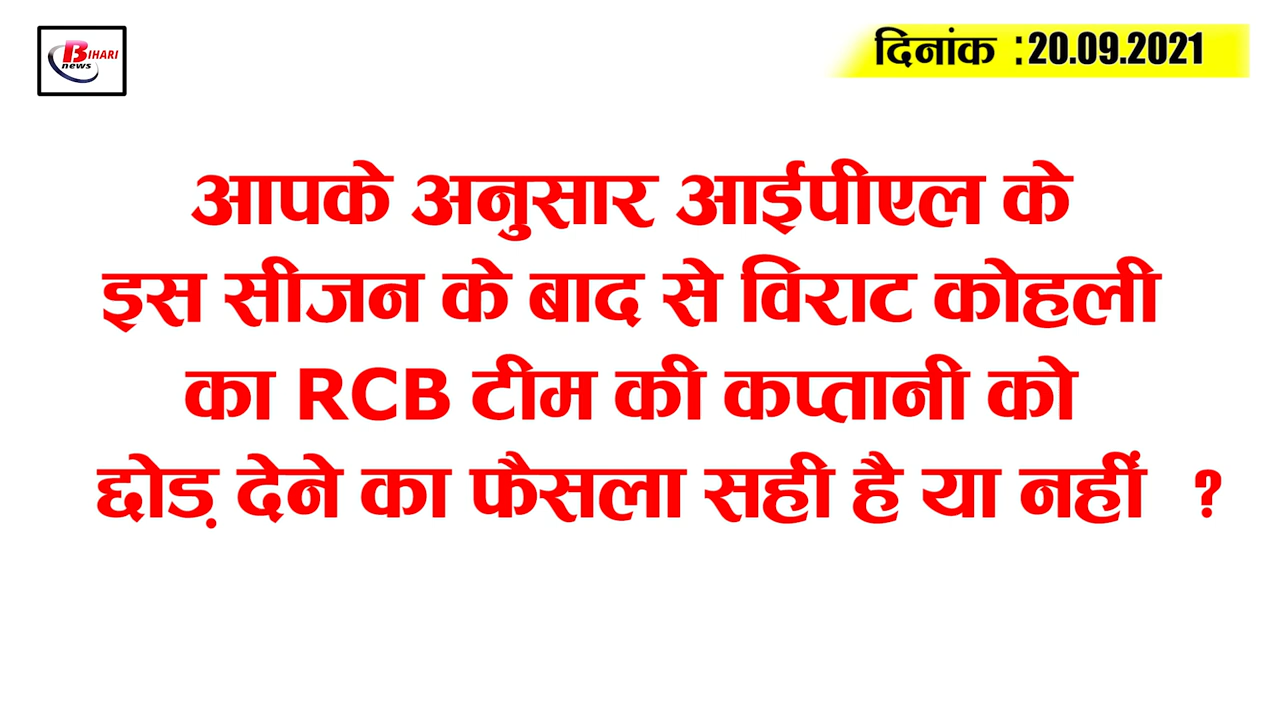 BIHARI
news
दिनांक :20.09.2021
आपके अनुसार आईपीएल के
इस सीजन के बाद से विराट कोहली
का RCB टीम की कप्तानी को
छोड़ देने का फैसला सही है या नहीं ?